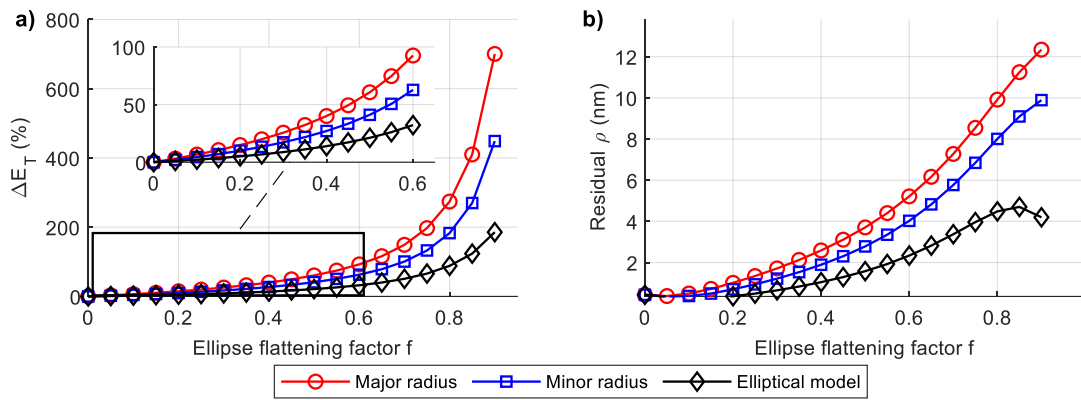 a)
800
600
400
200
0
ΔE_T (%)
100
50
0
0 0.2 0.4 0.6
0 0.2 0.4 0.6 0.8
Ellipse flattening factor f
b)
12
10
8
6
4
2
Residual ρ (nm)
0 0.2 0.4 0.6 0.8
Ellipse flattening factor f
Major radius Minor radius Elliptical model